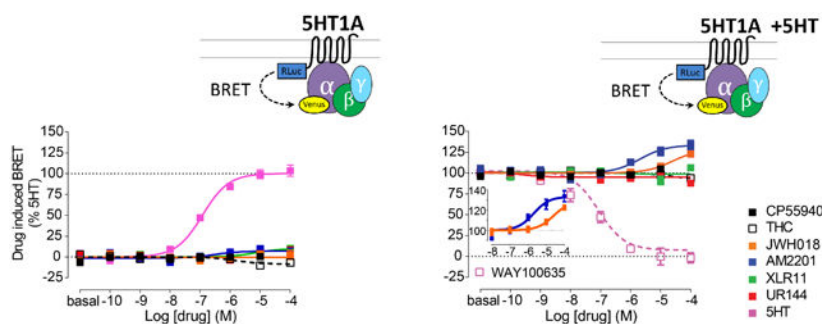 5HT1A
RLuc
α
γ
β
Venus
BRET
Drug induced BRET
(% 5HT)
150
125
100
75
50
25
0
-25
basal -10 -9 -8 -7 -6 -5 -4
Log [drug] (M)
5HT1A +5HT
RLuc
α
γ
β
Venus
BRET
150
125
100
75
50
25
0
-25
140
120
100
-8 -7 -6 -5 -4
WAY100635
basal -10 -9 -8 -7 -6 -5 -4
Log [drug] (M)
CP55940
THC
JWH018
AM2201
XLR11
UR144
5HT